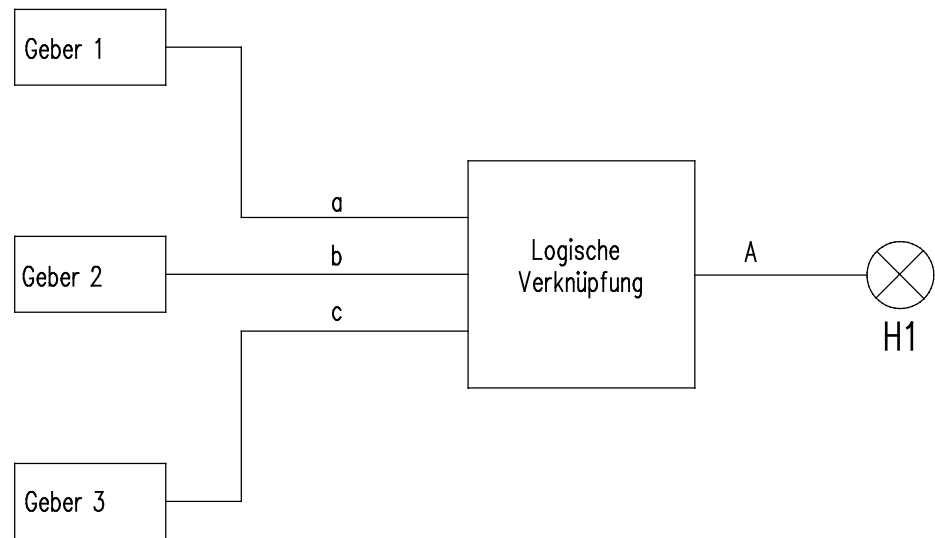 Geber 1
a
Geber 2
b
c
Logische
Verknüpfung
A
H1
Geber 3